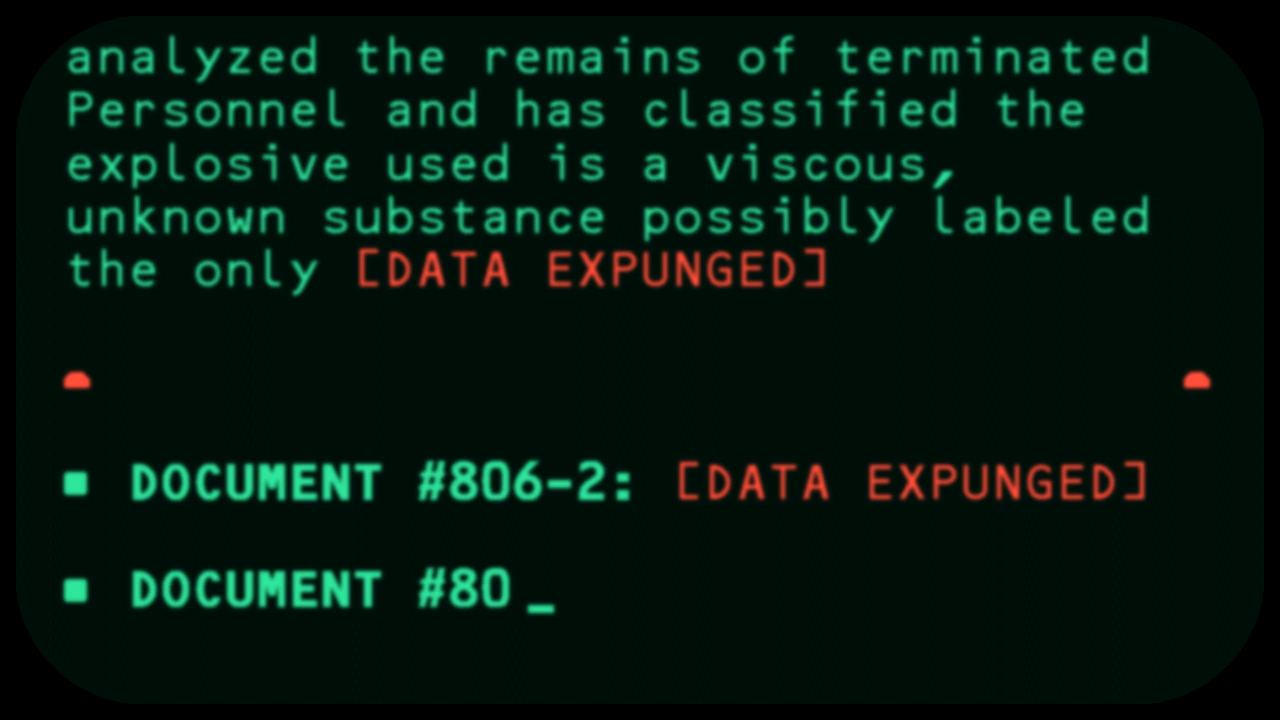 analyzed the remains of terminated
Personnel and has classified the
explosive used is a viscous,
unknown substance possibly labeled
the only [DATA EXPUNGED]
■ DOCUMENT #806-2: [DATA EXPUNGED]
■ DOCUMENT #80_